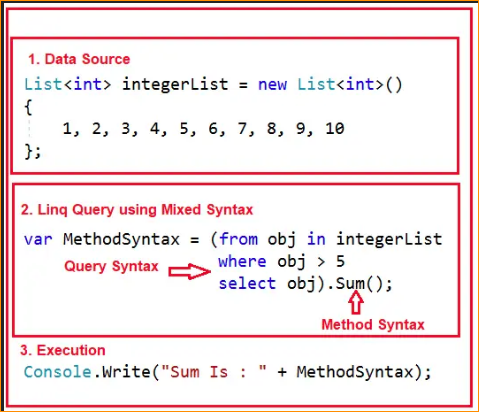 1. Data Source
List<int> integerList = new List<int>()
{
1, 2, 3, 4, 5, 6, 7, 8, 9, 10
};
2. Linq Query using Mixed Syntax
var MethodSyntax = (from obj in integerList
Query Syntax where obj > 5
select obj).Sum();
Method Syntax
3. Execution
Console.Write("Sum Is : " + MethodSyntax);